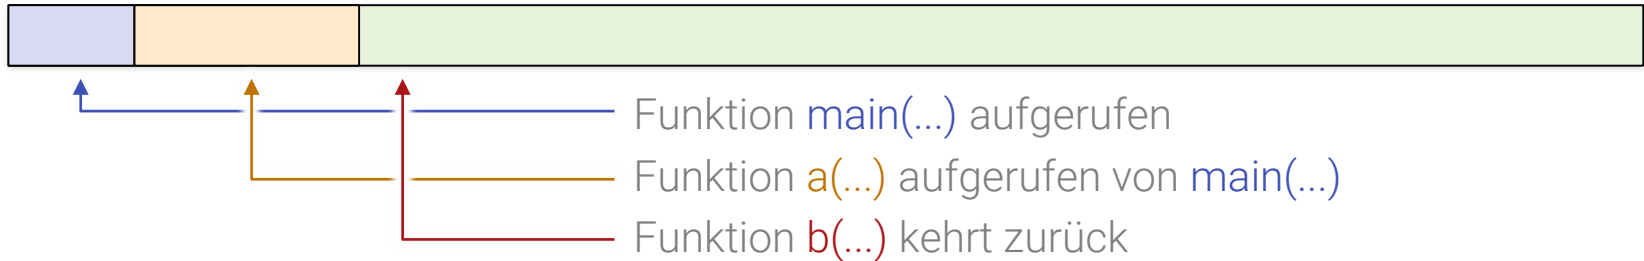 Funktion main(...) aufgerufen
Funktion a(...) aufgerufen von main(...)
Funktion b(...) kehrt zurück